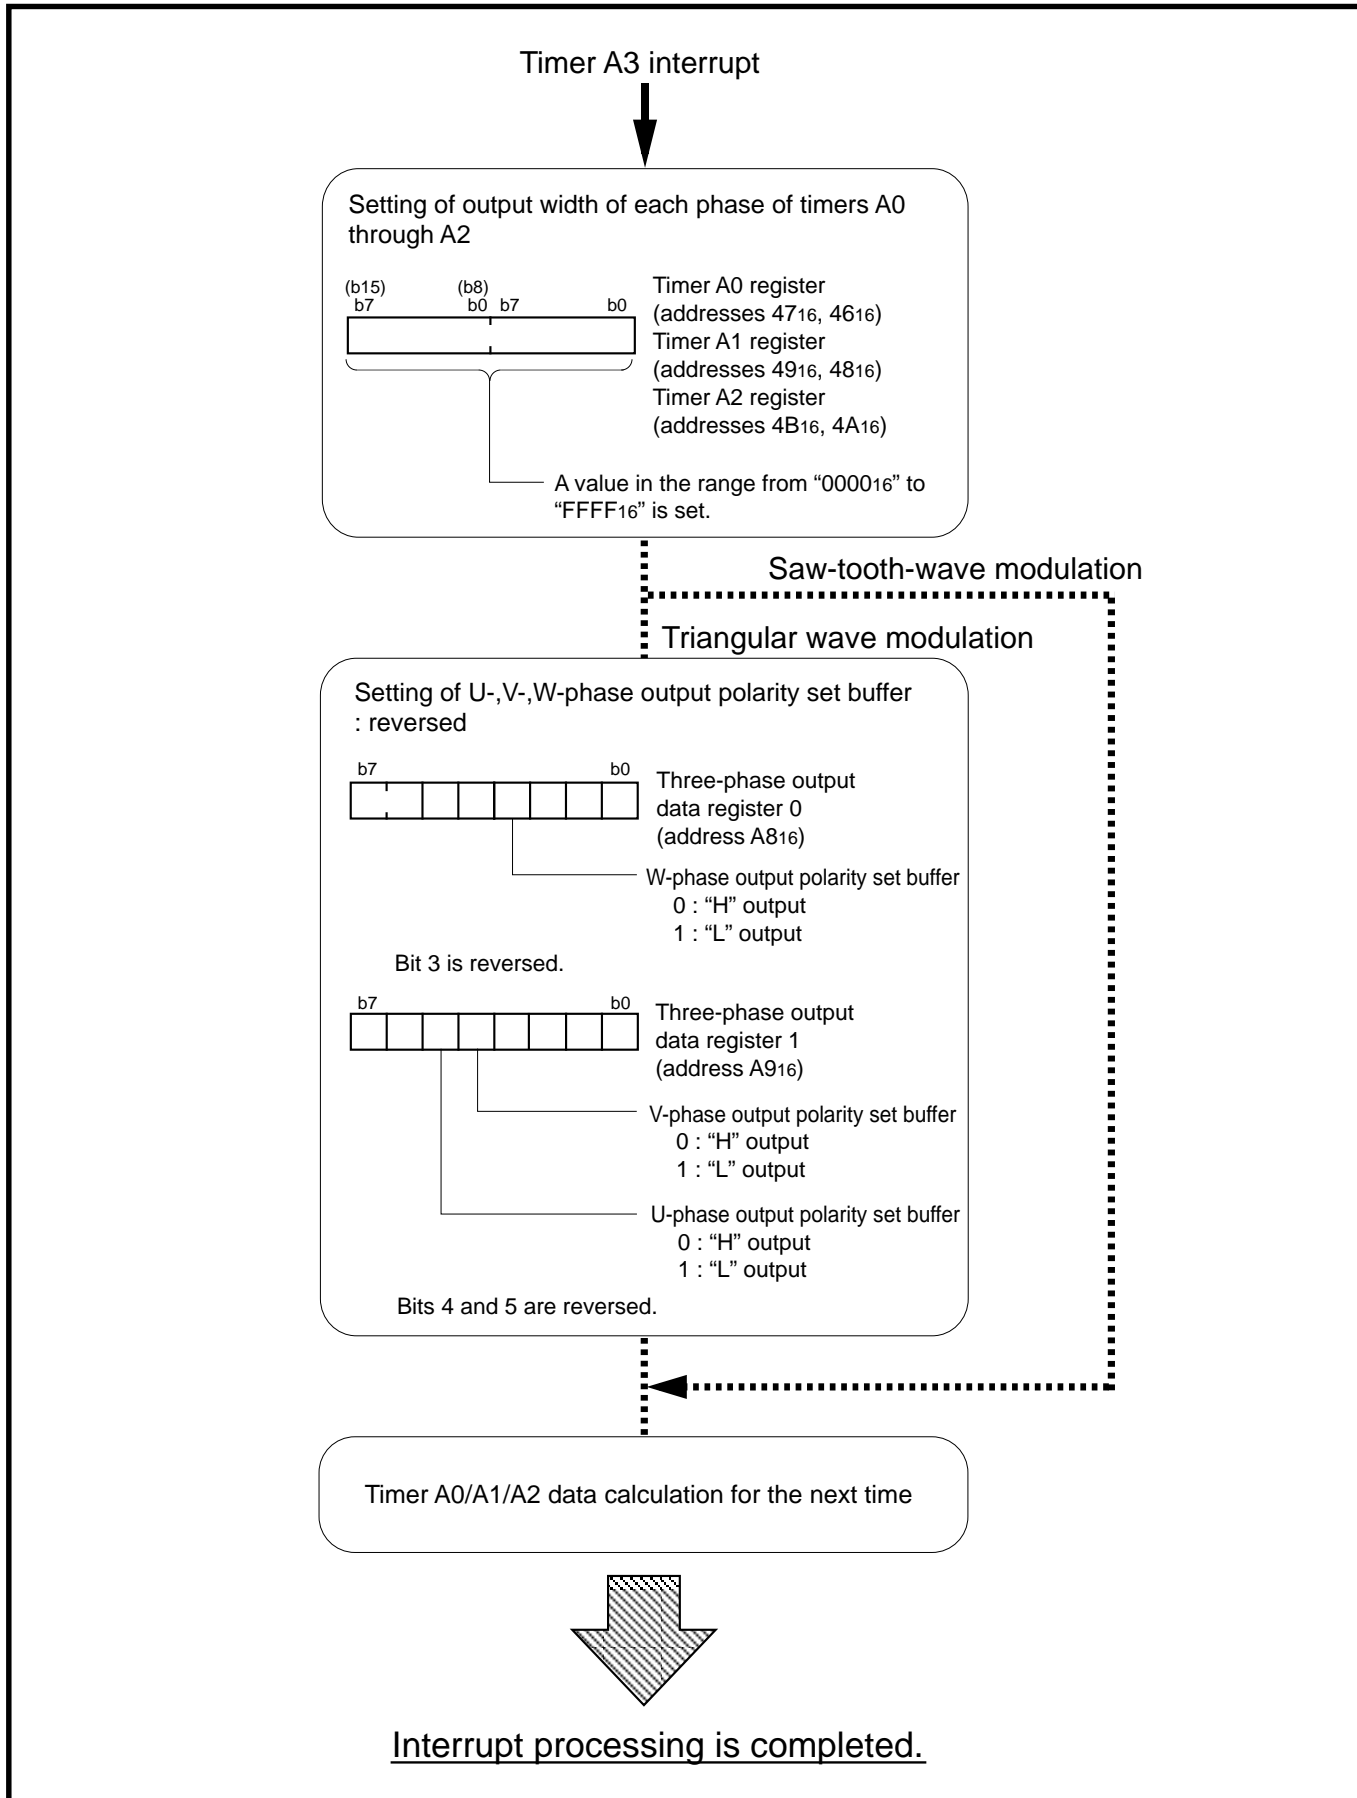 Timer A3 interrupt
Setting of output width of each phase of timers A0
through A2
(b15) (b8)
b7 b0 b7 b0
Timer A0 register
(addresses 4716, 4616)
Timer A1 register
(addresses 4916, 4816)
Timer A2 register
(addresses 4B16, 4A16)
A value in the range from “000016” to
“FFFF16” is set.
Saw-tooth-wave modulation
Triangular wave modulation
Setting of U-,V-,W-phase output polarity set buffer
: reversed
b7 b0
Three-phase output
data register 0
(address A816)
W-phase output polarity set buffer
0 : “H” output
1 : “L” output
Bit 3 is reversed.
b7 b0
Three-phase output
data register 1
(address A916)
V-phase output polarity set buffer
0 : “H” output
1 : “L” output
U-phase output polarity set buffer
0 : “H” output
1 : “L” output
Bits 4 and 5 are reversed.
Timer A0/A1/A2 data calculation for the next time
Interrupt processing is completed.